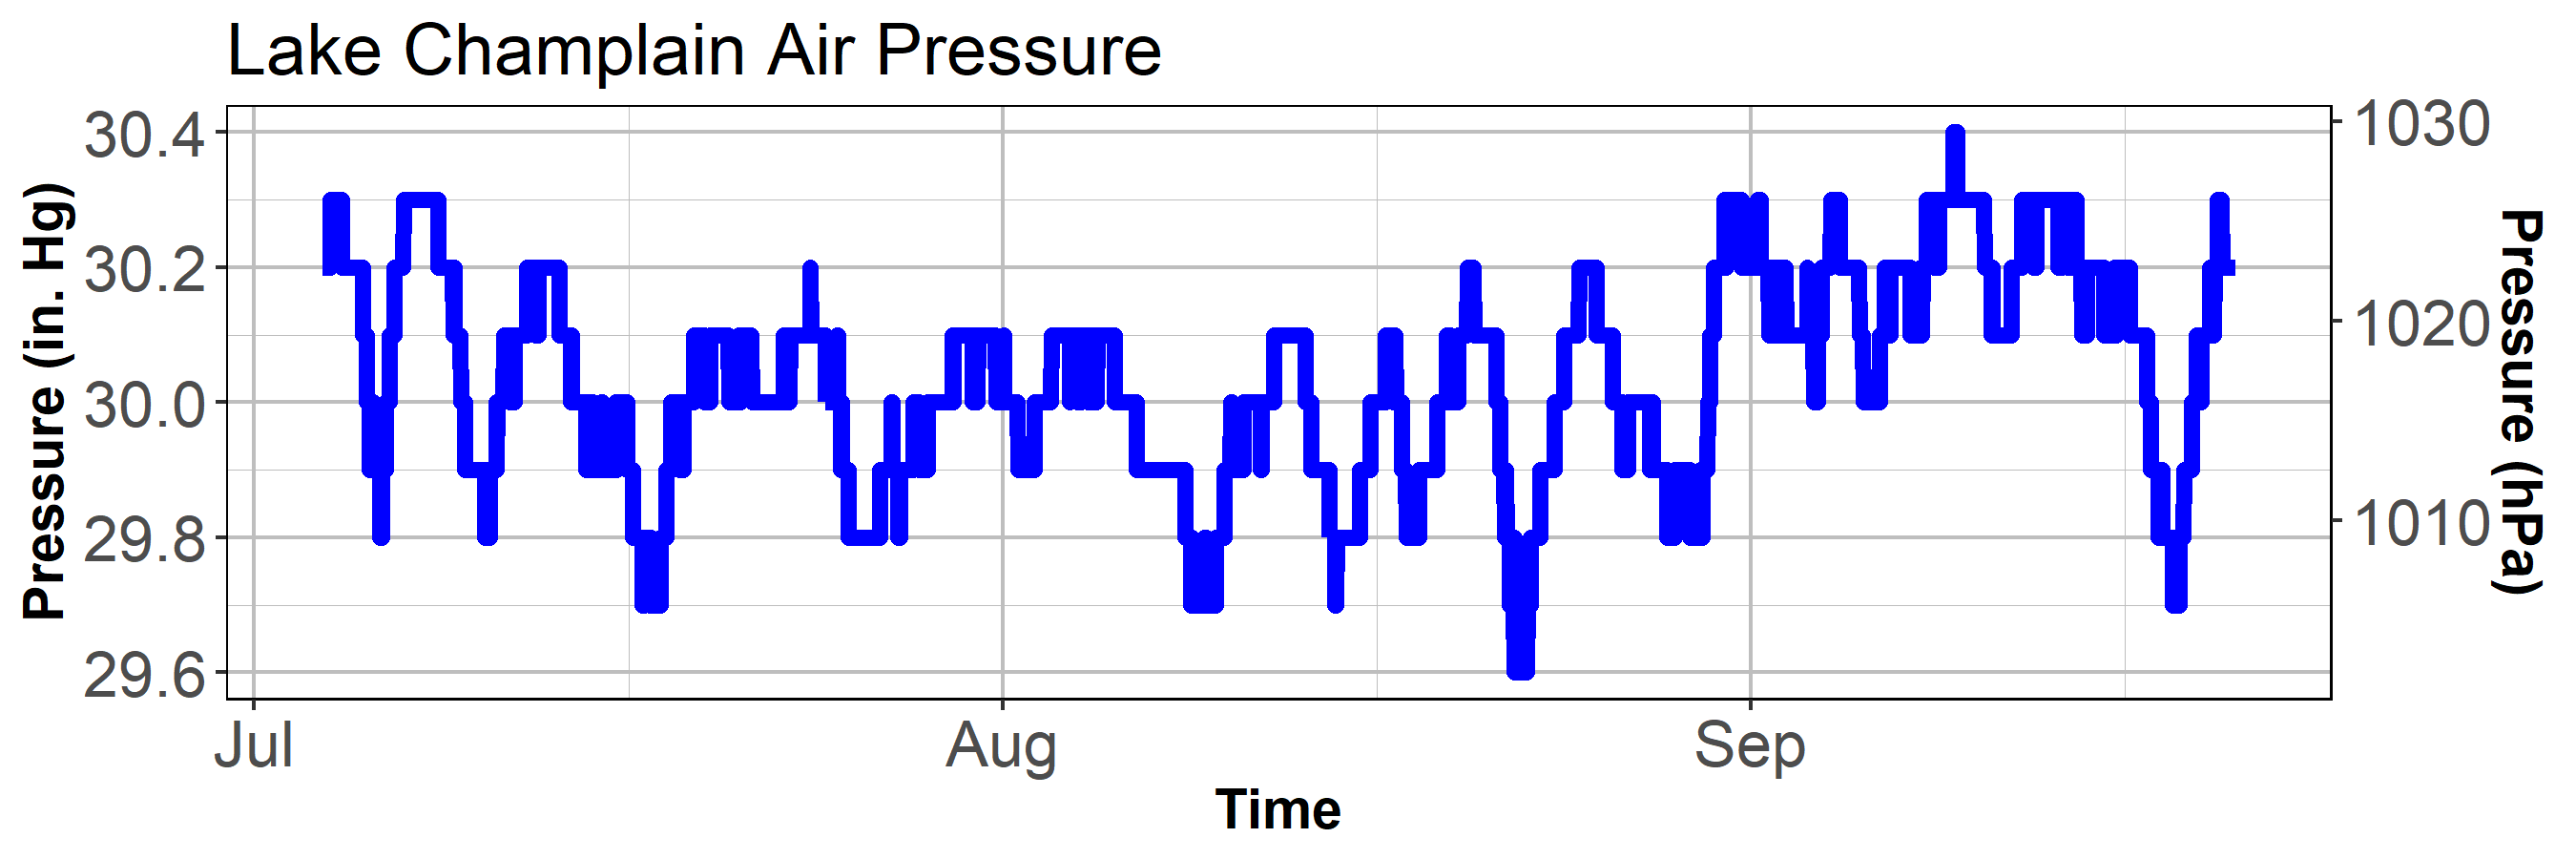 Lake Champlain Air Pressure
30.4
30.2
30.0
29.8
29.6
Pressure (in. Hg)
1030
1020
1010
Pressure (hPa)
Jul
Aug
Sep
Time